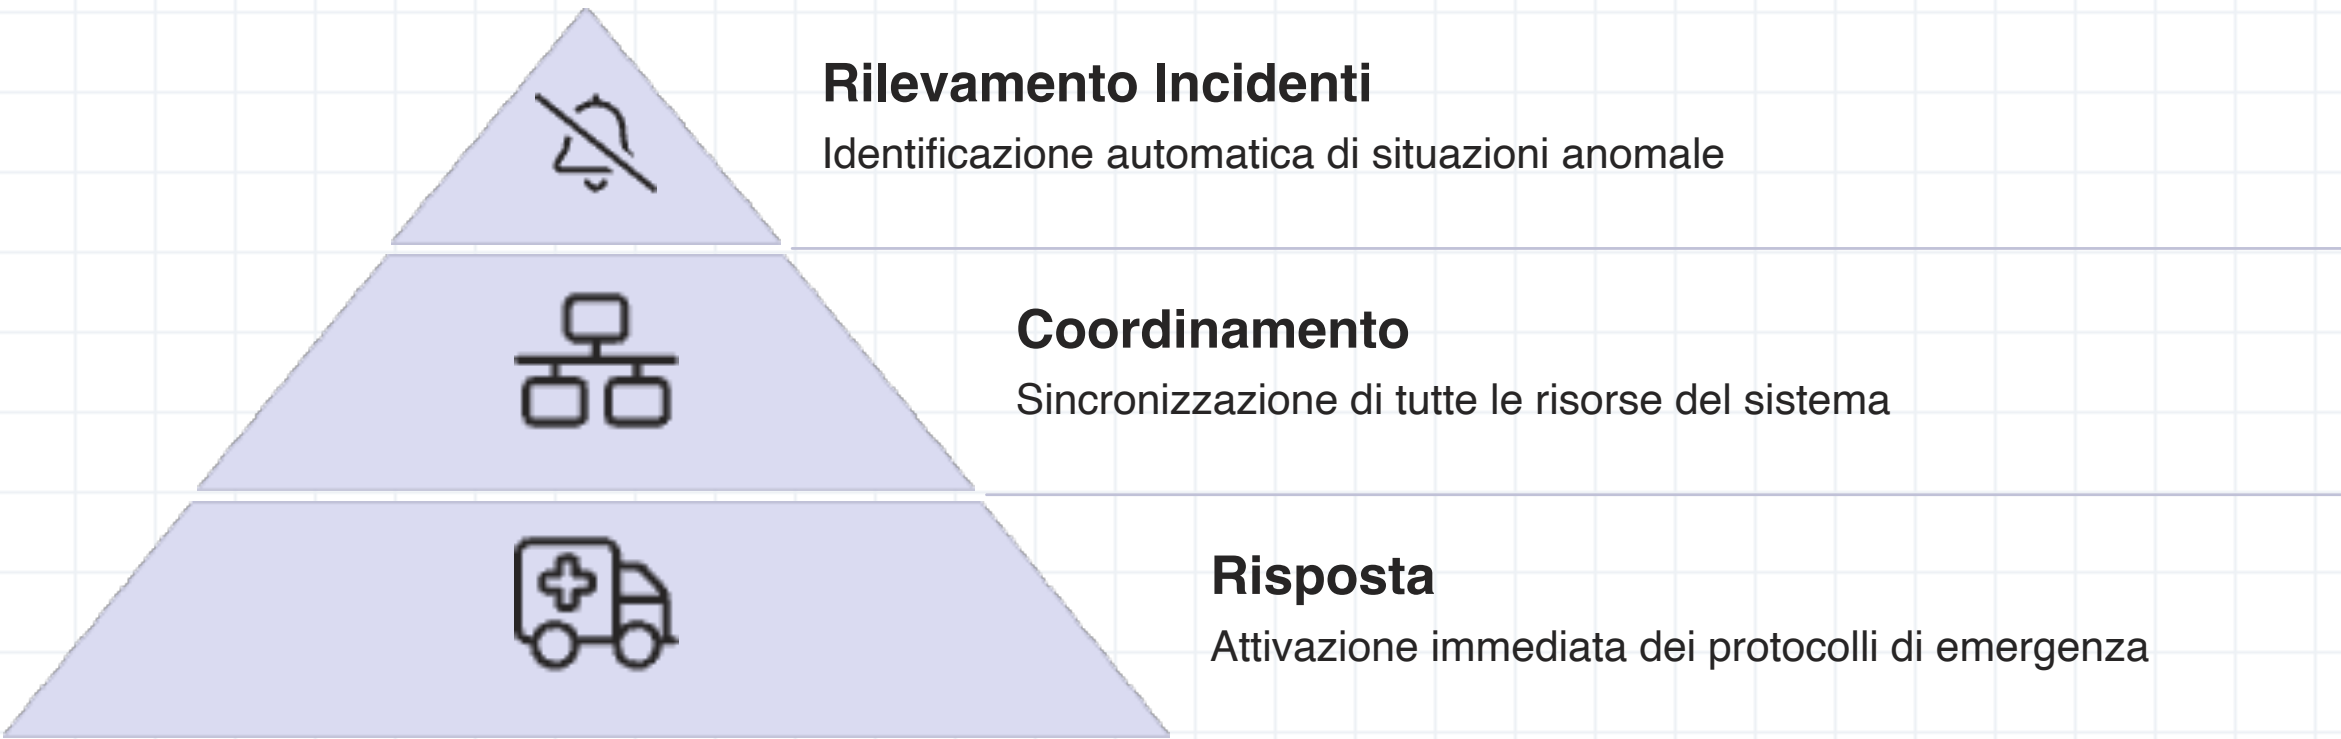 Rilevamento Incidenti
Identificazione automatica di situazioni anomale
Coordinamento
Sincronizzazione di tutte le risorse del sistema
Risposta
Attivazione immediata dei protocolli di emergenza